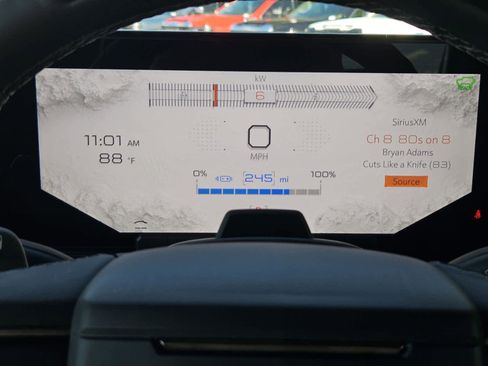 kW
6
11:01 AM
88 °F
0
MPH
SiriusXM
Ch 8 80s on 8
Bryan Adams
Cuts Like a Knife (83)
Source
0% 245 mi 100%